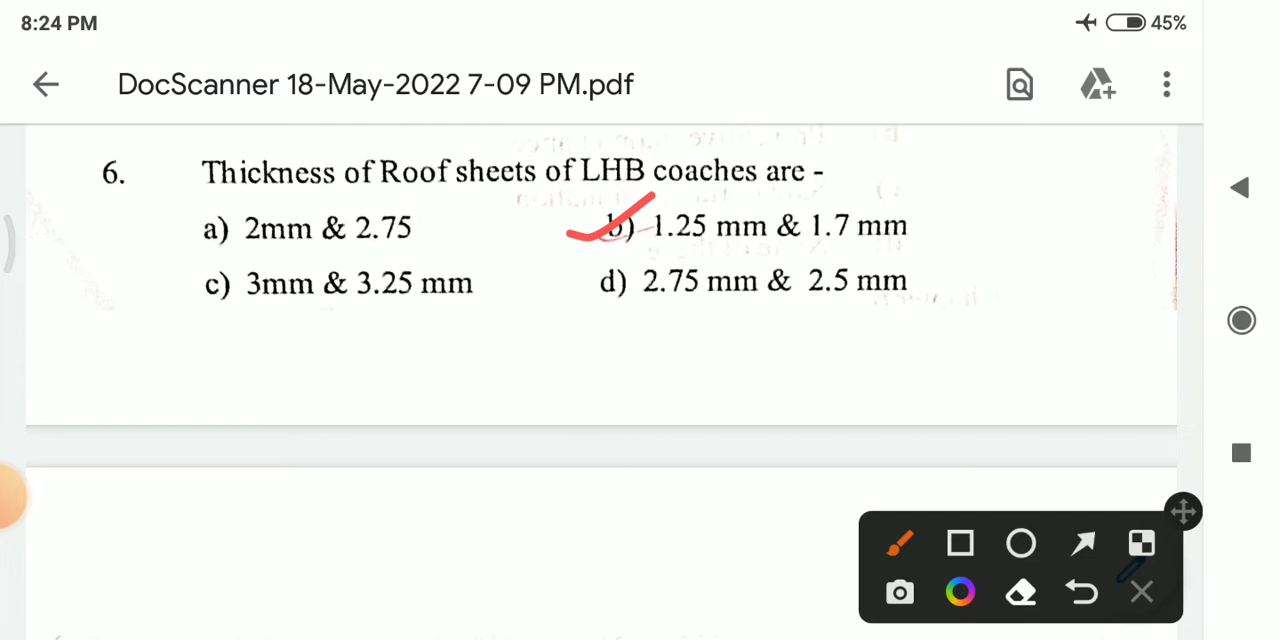 8:24 PM
45%
DocScanner 18-May-2022 7-09 PM.pdf
6. Thickness of Roof sheets of LHB coaches are -
a) 2mm & 2.75 b) 1.25 mm & 1.7 mm
c) 3mm & 3.25 mm d) 2.75 mm & 2.5 mm